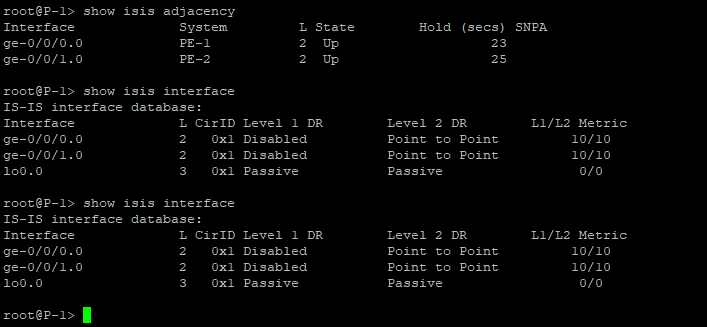 root@P-1> show isis adjacency
Interface             System         L State        Hold (secs) SNPA
ge-0/0/0.0            PE-1           2  Up                   23
ge-0/0/1.0            PE-2           2  Up                   25
root@P-1> show isis interface
IS-IS interface database:
Interface             L CirID Level 1 DR        Level 2 DR        L1/L2 Metric
ge-0/0/0.0            2   0x1 Disabled          Point to Point         10/10
ge-0/0/1.0            2   0x1 Disabled          Point to Point         10/10
lo0.0                 3   0x1 Passive           Passive                 0/0
root@P-1> show isis interface
IS-IS interface database:
Interface             L CirID Level 1 DR        Level 2 DR        L1/L2 Metric
ge-0/0/0.0            2   0x1 Disabled          Point to Point         10/10
ge-0/0/1.0            2   0x1 Disabled          Point to Point         10/10
lo0.0                 3   0x1 Passive           Passive                 0/0
root@P-1>